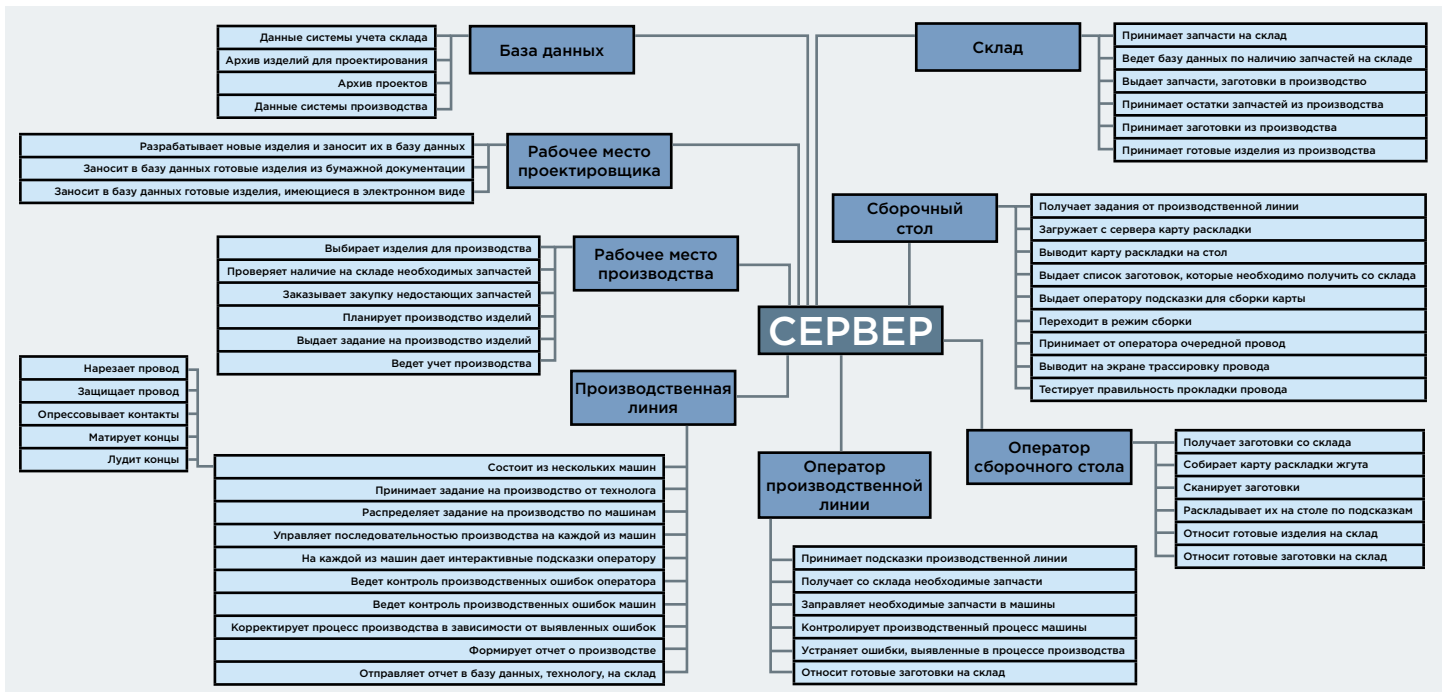 База данных
Данные системы учета склада
Архив изделий для проектирования
Архив проектов
Данные системы производства
Склад
Принимает запчасти на склад
Ведет базу данных по наличию запчастей на складе
Выдает запчасти, заготовки в производство
Принимает остатки запчастей из производства
Принимает заготовки из производства
Принимает готовые изделия из производства
Рабочее место
проектировщика
Разрабатывает новые изделия и заносит их в базу данных
Заносит в базу данных готовые изделия из бумажной документации
Заносит в базу данных готовые изделия, имеющиеся в электронном виде
Сборочный
стол
Получает задания от производственной линии
Загружает с сервера карту раскладки
Выводит карту раскладки на стол
Выдает список заготовок, которые необходимо получить со склада
Выдает оператору подсказки для сборки карты
Переходит в режим сборки
Принимает от оператора очередной провод
Выводит на экране трассировку провода
Тестирует правильность прокладки провода
Рабочее место
производства
Выбирает изделия для производства
Проверяет наличие на складе необходимых запчастей
Заказывает закупку недостающих запчастей
Планирует производство изделий
Выдает задание на производство изделий
Ведет учет производства
СЕРВЕР
Производственная
линия
Нарезает провод
Защищает провод
Опрессовывает контакты
Матирует концы
Лудит концы
Состоит из нескольких машин
Принимает задание на производство от технолога
Распределяет задание на производство по машинам
Управляет последовательностью производства на каждой из машин
На каждой из машин дает интерактивные подсказки оператору
Ведет контроль производственных ошибок оператора
Ведет контроль производственных ошибок машин
Корректирует процесс производства в зависимости от выявленных ошибок
Формирует отчет о производстве
Отправляет отчет в базу данных, технологу, на склад
Оператор
производственной
линии
Принимает подсказки производственной линии
Получает со склада необходимые запчасти
Заправляет необходимые запчасти в машины
Контролирует производственный процесс машины
Устраняет ошибки, выявленные в процессе производства
Относит готовые заготовки на склад
Оператор
сборочного стола
Получает заготовки со склада
Собирает карту раскладки жгута
Сканирует заготовки
Раскладывает их на столе по подсказкам
Относит готовые изделия на склад
Относит готовые заготовки на склад